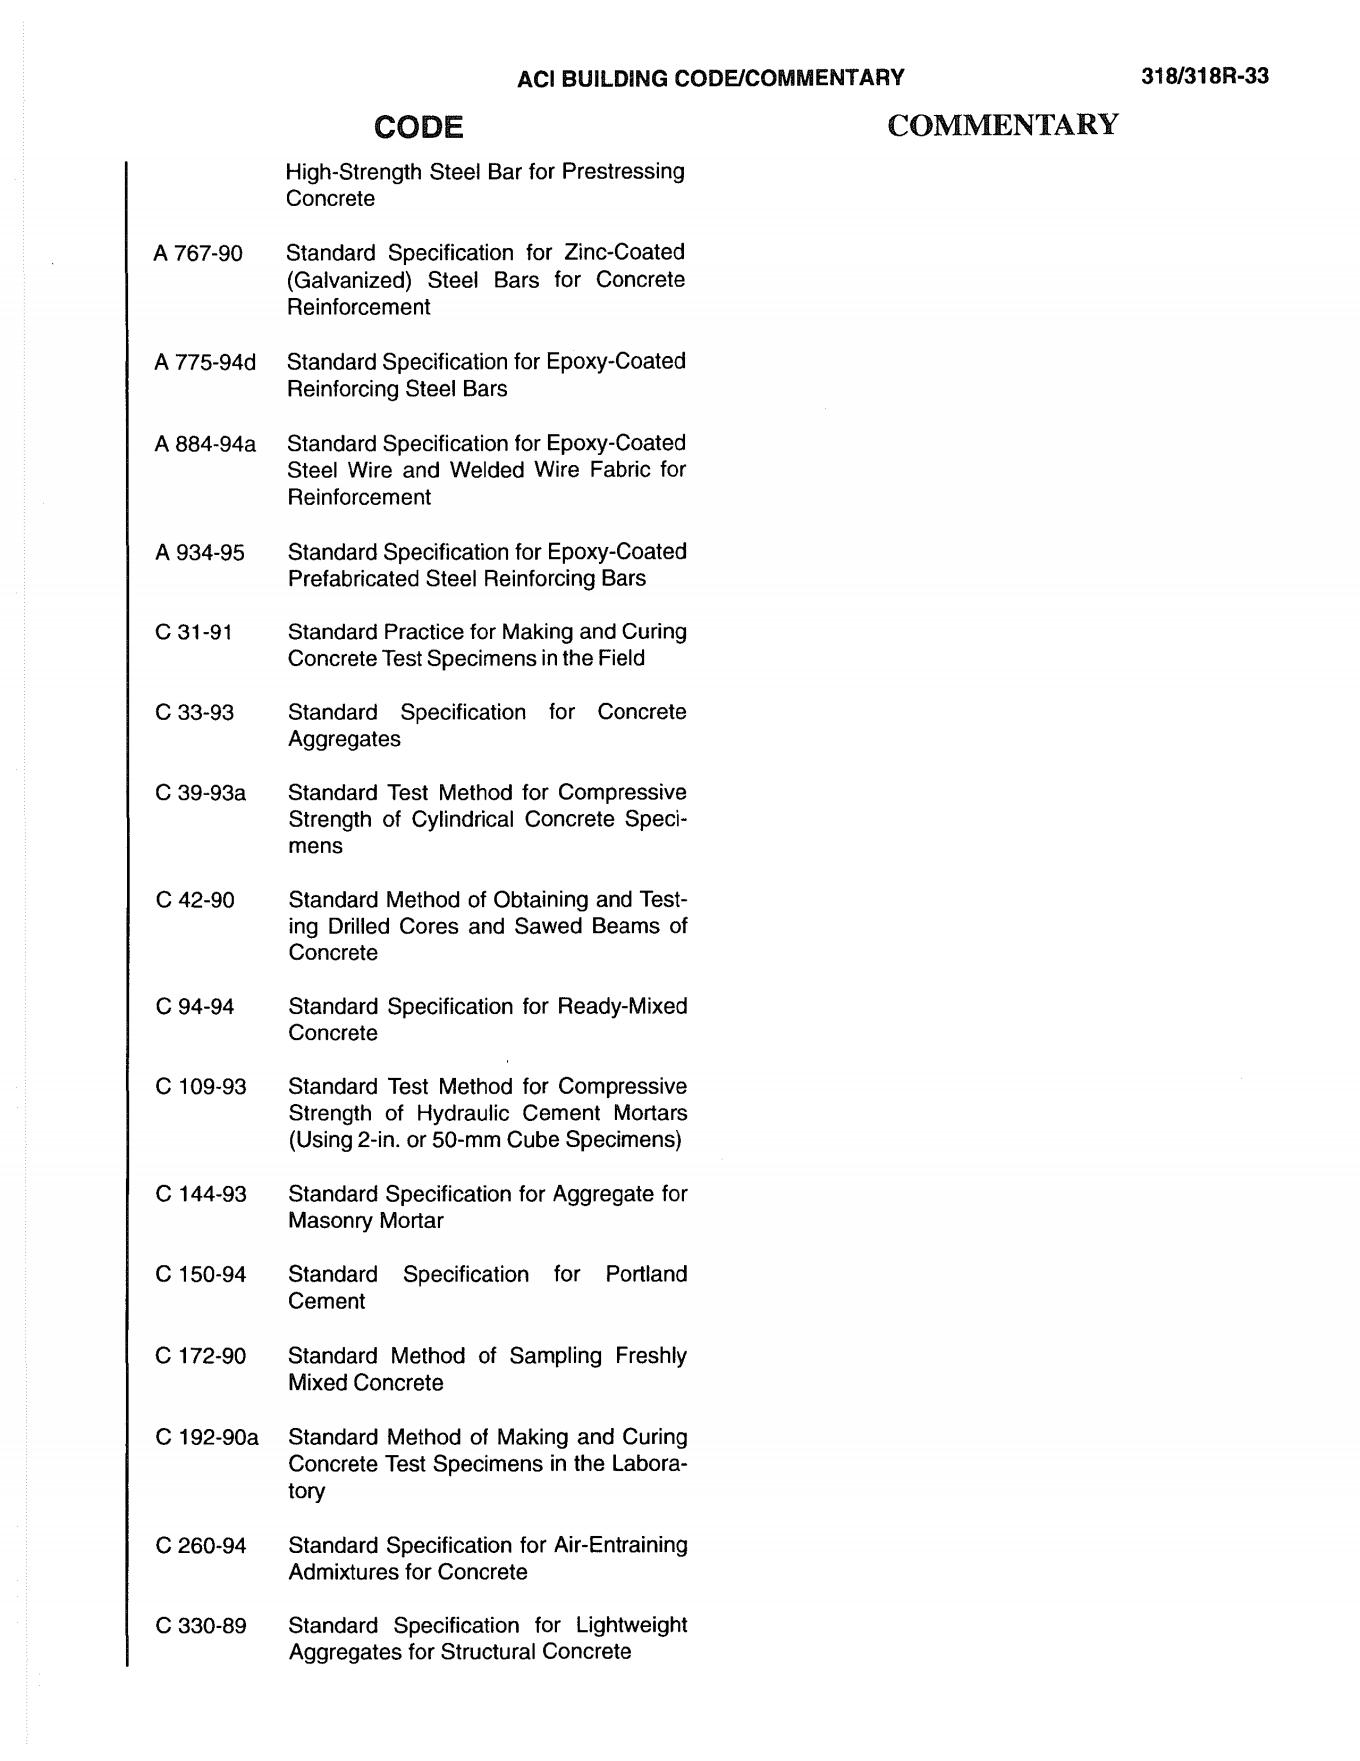 ACI BUILDING CODE/COMMENTARY 318/318R-33
CODE COMMENTARY
High-Strength Steel Bar for Prestressing
Concrete
A 767-90 Standard Specification for Zinc-Coated
(Galvanized) Steel Bars for Concrete
Reinforcement
A 775-94d Standard Specification for Epoxy-Coated
Reinforcing Steel Bars
A 884-94a Standard Specification for Epoxy-Coated
Steel Wire and Welded Wire Fabric for
Reinforcement
A 934-95 Standard Specification for Epoxy-Coated
Prefabricated Steel Reinforcing Bars
C 31-91 Standard Practice for Making and Curing
Concrete Test Specimens in the Field
C 33-93 Standard Specification for Concrete
Aggregates
C 39-93a Standard Test Method for Compressive
Strength of Cylindrical Concrete Speci-
mens
C 42-90 Standard Method of Obtaining and Test-
ing Drilled Cores and Sawed Beams of
Concrete
C 94-94 Standard Specification for Ready-Mixed
Concrete
C 109-93 Standard Test Method for Compressive
Strength of Hydraulic Cement Mortars
(Using 2-in. or 50-mm Cube Specimens)
C 144-93 Standard Specification for Aggregate for
Masonry Mortar
C 150-94 Standard Specification for Portland
Cement
C 172-90 Standard Method of Sampling Freshly
Mixed Concrete
C 192-90a Standard Method of Making and Curing
Concrete Test Specimens in the Labora-
tory
C 260-94 Standard Specification for Air-Entraining
Admixtures for Concrete
C 330-89 Standard Specification for Lightweight
Aggregates for Structural Concrete